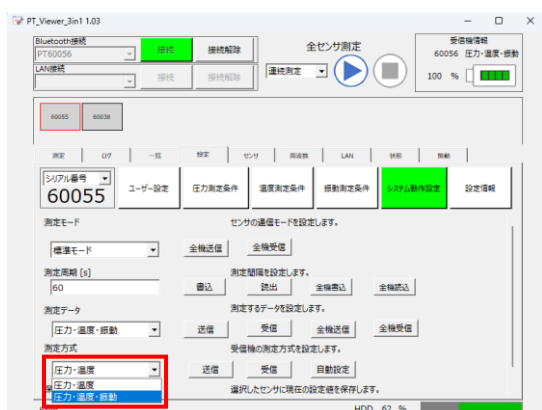 PT_Viewer_3in1 1.03
Bluetooth接続
PT60056
接続
接続解除
LAN接続
接続
接続解除
全センサ測定
連続測定
受信機情報
60056 圧力・温度・振動
100 %
60055
60038
測定 ログ 一括 設定 センサ 周波数 LAN 状態 振動
シリアル番号
60055
ユーザー設定
圧力測定条件
温度測定条件
振動測定条件
システム動作設定
設定情報
測定モード
センサの通信モードを設定します。
標準モード
全機送信
全機受信
測定周期 [s]
測定間隔を設定します。
60
書込
読出
全機書込
全機読込
測定データ
測定するデータを設定します。
圧力・温度・振動
送信
受信
全機送信
全機受信
測定方式
受信機の測定方式を設定します。
圧力・温度
送信
受信
自動設定
圧力・温度
圧力・温度・振動
選択したセンサに現在の設定値を保存します。
HDD 62 %